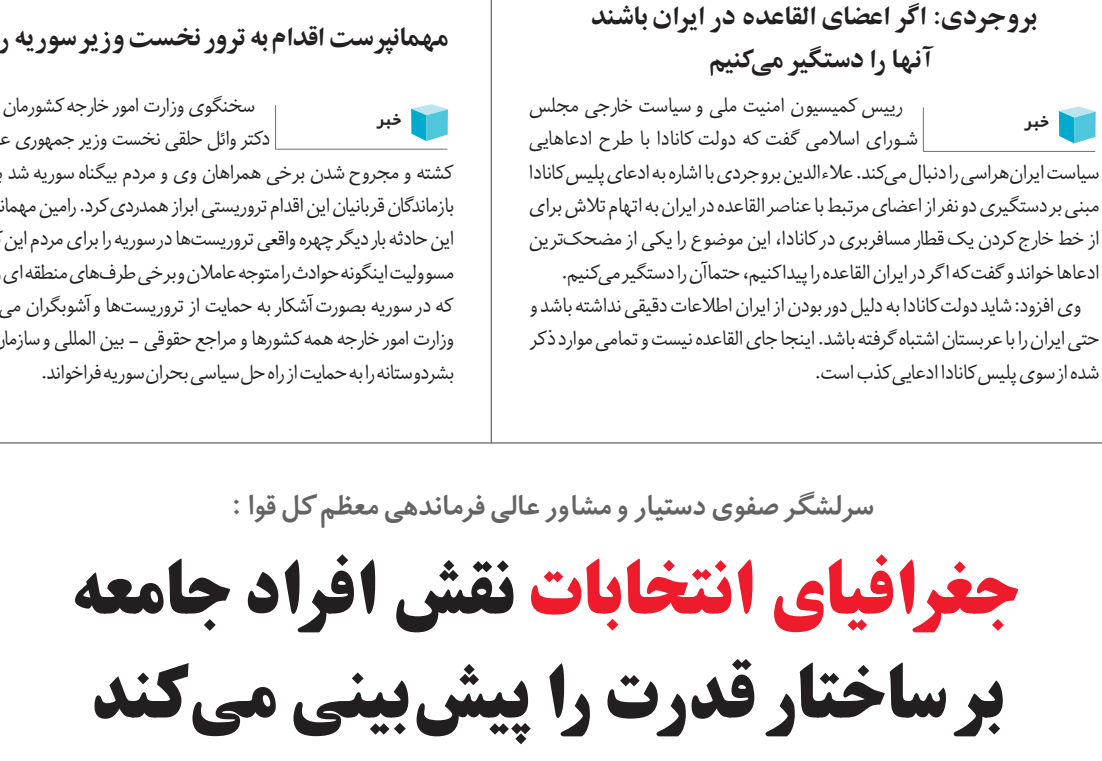 بروجردی: اگر اعضای القاعده در ایران باشند
آنها را دستگیر می‌کنیم
خبر
رییس کمیسیون امنیت ملی و سیاست خارجی مجلس
شورای اسلامی گفت که دولت کانادا با طرح ادعاهایی
سیاست ایران‌هراسی را دنبال می‌کند. علاءالدین بروجردی با اشاره به ادعای پلیس کانادا
مبنی بر دستگیری دو نفر از اعضای مرتبط با عناصر القاعده در ایران به اتهام تلاش برای
از خط خارج کردن یک قطار مسافربری در کانادا، این موضوع را یکی از مضحک‌ترین
ادعاها خواند و گفت که اگر در ایران القاعده را پیدا کنیم، حتماآن را دستگیر می‌کنیم.
وی افزود: شاید دولت کانادا به دلیل دور بودن از ایران اطلاعات دقیقی نداشته باشد و
حتی ایران را با عربستان اشتباه گرفته باشد. اینجا جای القاعده نیست و تمامی موارد ذکر
شده از سوی پلیس کانادا ادعایی کذب است.
مهمانپرست اقدام به ترور نخست وزیر سوریه ر
خبر
سخنگوی وزارت امور خارجه کشورمان
دکتر وائل حلقی نخست وزیر جمهوری ع
کشته و مجروح شدن برخی همراهان وی و مردم بیگناه سوریه شد ب
بازماندگان قربانیان این اقدام تروریستی ابراز همدردی کرد. رامین مهمان
این حادثه بار دیگر چهره واقعی تروریست‌ها در سوریه را برای مردم این ک
مسوولیت اینگونه حوادث را متوجه عاملان و برخی طرف‌های منطقه ای
که در سوریه بصورت آشکار به حمایت از تروریست‌ها و آشوبگران می
وزارت امور خارجه همه کشورها و مراجع حقوقی - بین المللی و سازمان
بشردوستانه را به حمایت از راه حل سیاسی بحران سوریه فراخواند.
سرلشگر صفوی دستیار و مشاور عالی فرماندهی معظم کل قوا :
جغرافیای انتخابات نقش افراد جامعه
بر ساختار قدرت را پیش‌بینی می‌کند